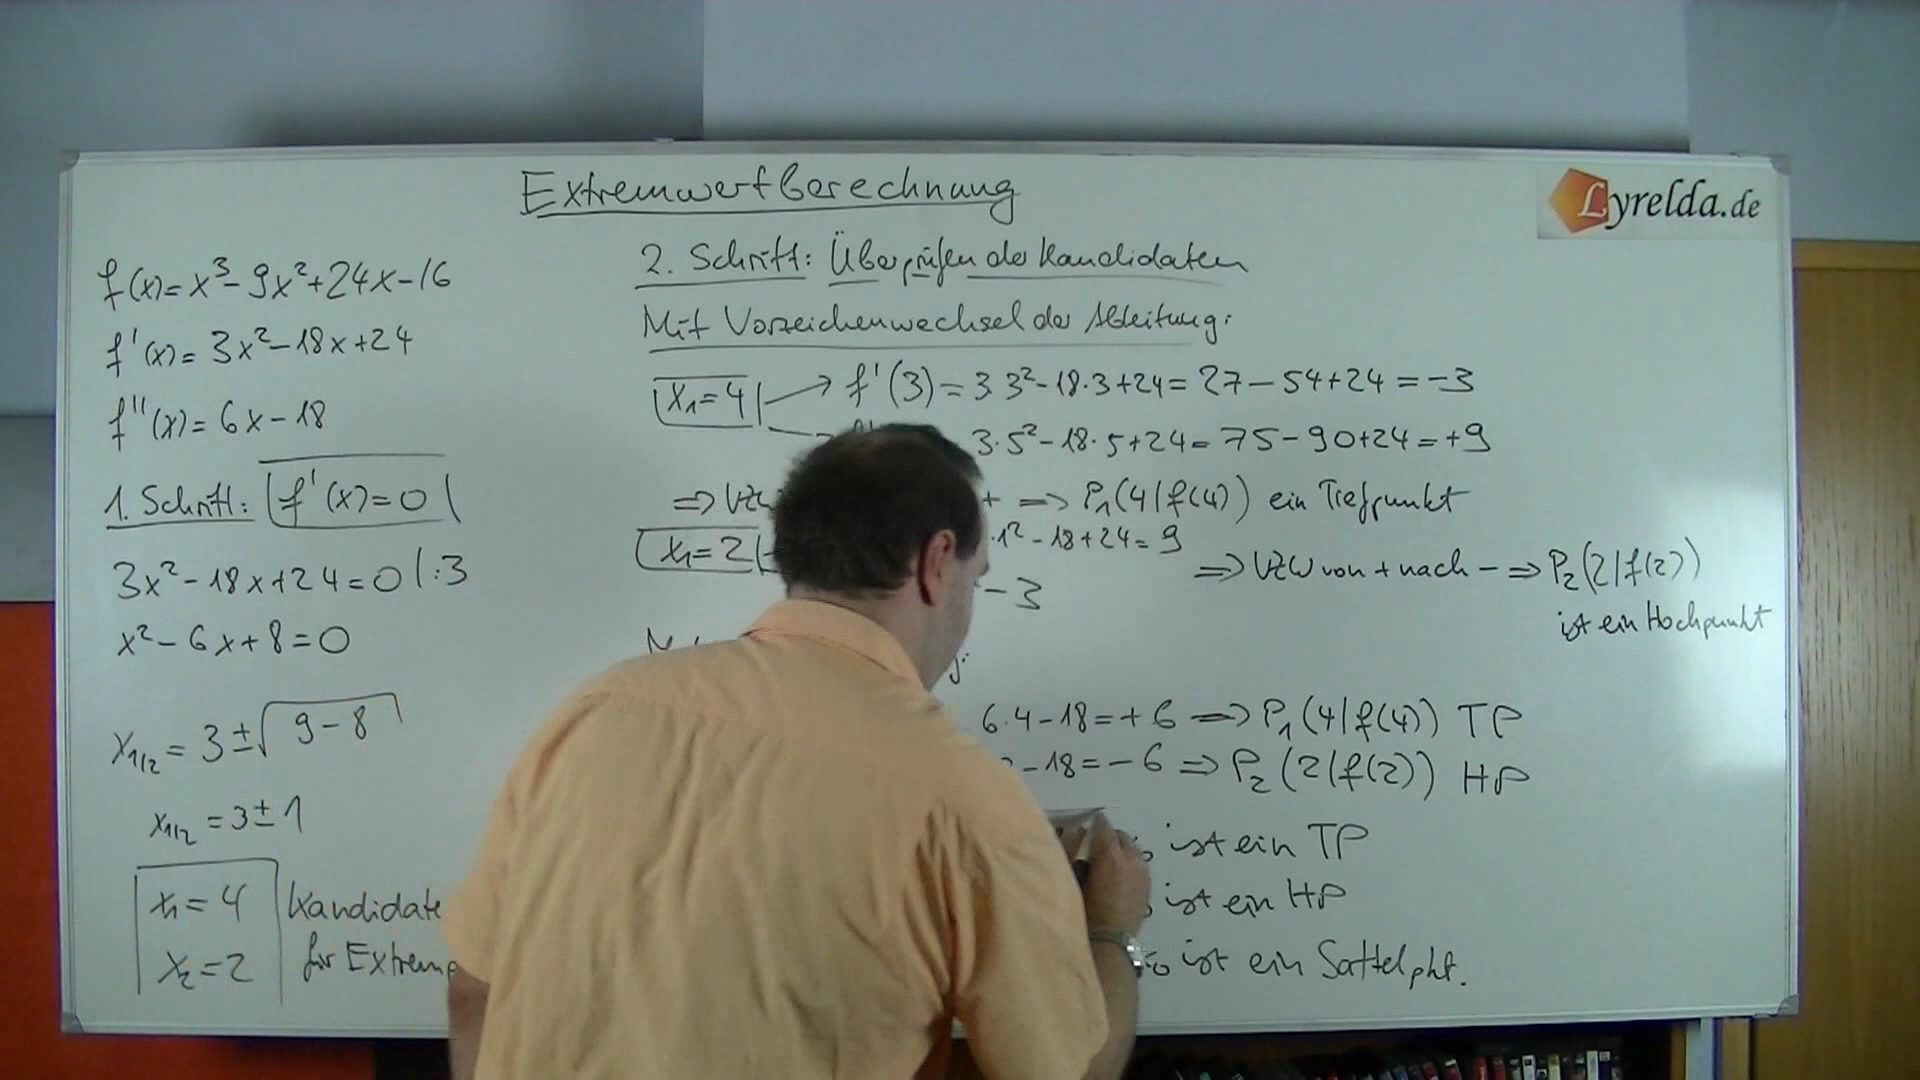 Extremwertberechnung
Lyrelda.de
f(x)=x³-9x²+24x-16
f'(x)=3x²-18x+24
f''(x)=6x-18
1. Schritt: f'(x)=0
3x²-18x+24=0 |:3
x²-6x+8=0
x1/2 = 3±√9-8
x1/2 = 3±1
x1=4
x2=2
Kandidate
für Extremp
2. Schritt: Überprüfen der Kandidaten
Mit Vorzeichenwechsel der Ableitung:
x1=4 → f'(3)=3·3²-18·3+24=27-54+24=-3
3·5²-18·5+24=75-90+24=+9
⇒ VZW + ⇒ P1(4|f(4)) ein Tiefpunkt
x1=2 ·1²-18+24=9
-3
⇒ VZW von + nach - ⇒ P2(2|f(2))
ist ein Hochpunkt
6·4-18=+6 ⇒ P1(4|f(4)) TP
-18=-6 ⇒ P2(2|f(2)) HP
ist ein TP
ist ein HP
ist ein Sattelpkt.